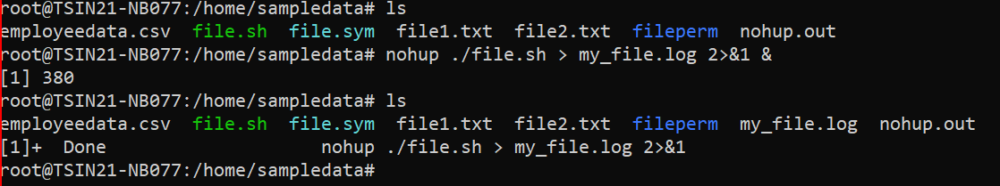 root@TSIN21-NB077:/home/sampledata# ls
employeedata.csv  file.sh  file.sym  file1.txt  file2.txt  fileperm  nohup.out
root@TSIN21-NB077:/home/sampledata# nohup ./file.sh > my_file.log 2>&1 &
[1] 380
root@TSIN21-NB077:/home/sampledata# ls
employeedata.csv  file.sh  file.sym  file1.txt  file2.txt  fileperm  my_file.log  nohup.out
[1]+  Done                    nohup ./file.sh > my_file.log 2>&1
root@TSIN21-NB077:/home/sampledata#